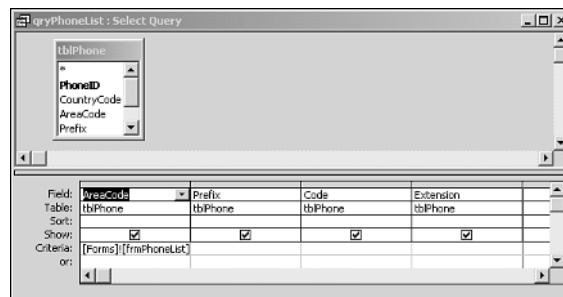 qryPhoneList : Select Query
tblPhone
*
PhoneID
CountryCode
AreaCode
Prefix
Field: AreaCode Prefix Code Extension
Table: tblPhone tblPhone tblPhone tblPhone
Sort:
Show:
Criteria: [Forms]![frmPhoneList]
or: